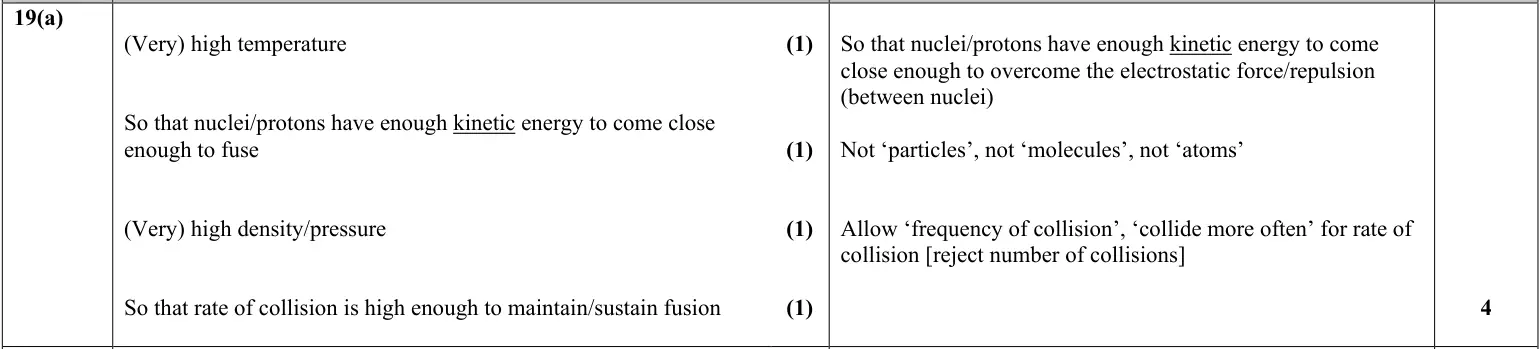 19(a)
(Very) high temperature (1)
So that nuclei/protons have enough kinetic energy to come
close enough to overcome the electrostatic force/repulsion
(between nuclei)
So that nuclei/protons have enough kinetic energy to come close
enough to fuse (1)
Not ‘particles’, not ‘molecules’, not ‘atoms’
(Very) high density/pressure (1)
Allow ‘frequency of collision’, ‘collide more often’ for rate of
collision [reject number of collisions]
So that rate of collision is high enough to maintain/sustain fusion (1)
4